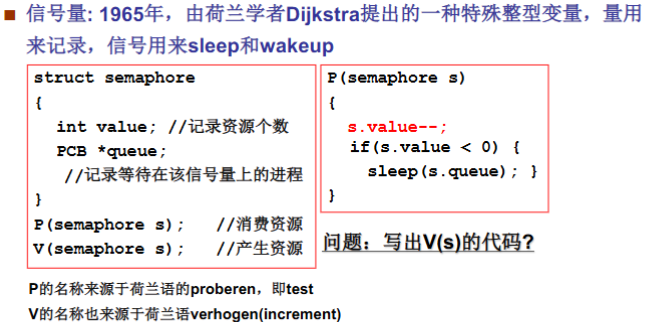 ■ 信号量: 1965年，由荷兰学者Dijkstra提出的一种特殊整型变量，量用
来记录，信号用来sleep和wakeup
struct semaphore
{
int value; //记录资源个数
PCB *queue;
//记录等待在该信号量上的进程
}
P(semaphore s); //消费资源
V(semaphore s); //产生资源
P(semaphore s)
{
s.value--;
if(s.value < 0) {
sleep(s.queue); }
}
问题：写出V(s)的代码?
P的名称来源于荷兰语的proberen，即test
V的名称也来源于荷兰语verhogen(increment)